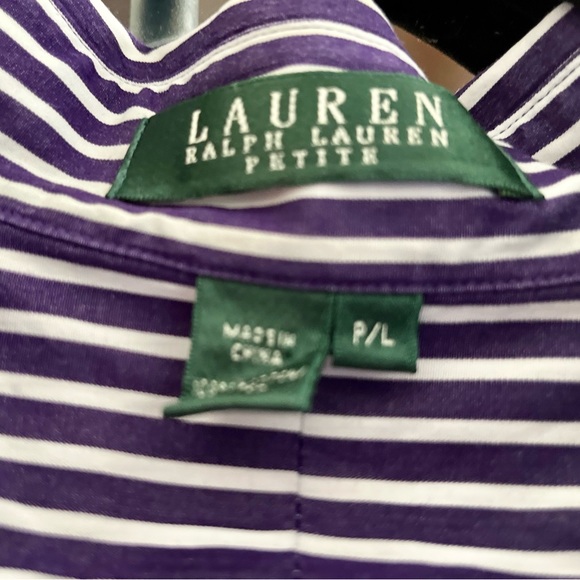 LAUREN
RALPH LAUREN
PETITE
MADE IN
CHINA
P/L